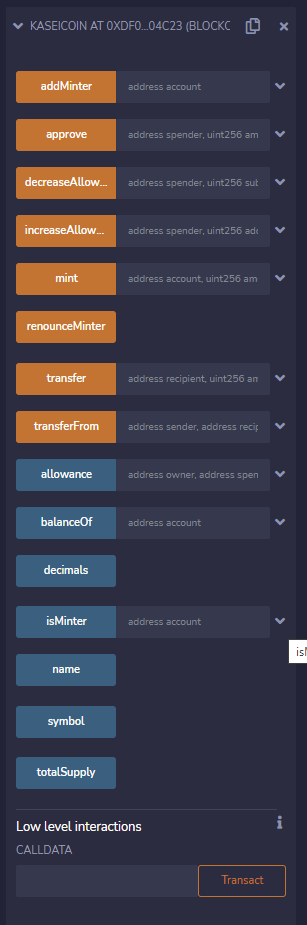 KASEICOIN AT 0XDF0...04C23 (BLOCKC
addMinter address account
approve address spender, uint256 am
decreaseAllow... address spender, uint256 sul
increaseAllow... address spender, uint256 add
mint address account, uint256 am
renounceMinter
transfer address recipient, uint256 am
transferFrom address sender, address recip
allowance address owner, address spen
balanceOf address account
decimals
isMinter address account
isM
name
symbol
totalSupply
Low level interactions
CALLDATA
Transact